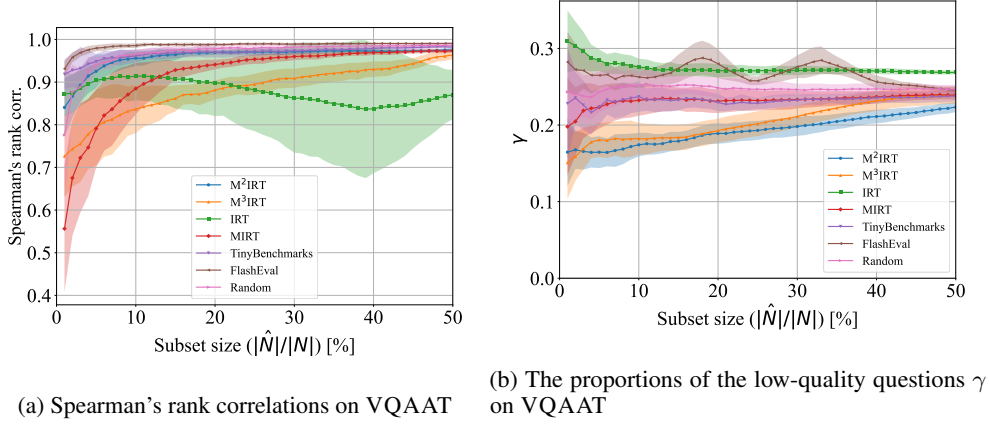 1.0
0.9
0.8
0.7
0.6
0.5
0.4
Spearman's rank corr.
0
10
20
30
40
50
Subset size (|N̂|/|N|) [%]
M²IRT
M³IRT
IRT
MIRT
TinyBenchmarks
FlashEval
Random
(a) Spearman's rank correlations on VQAAT
0.3
0.2
0.1
0.0
γ
0
10
20
30
40
50
Subset size (|N̂|/|N|) [%]
M²IRT
M³IRT
IRT
MIRT
TinyBenchmarks
FlashEval
Random
(b) The proportions of the low-quality questions γ
on VQAAT